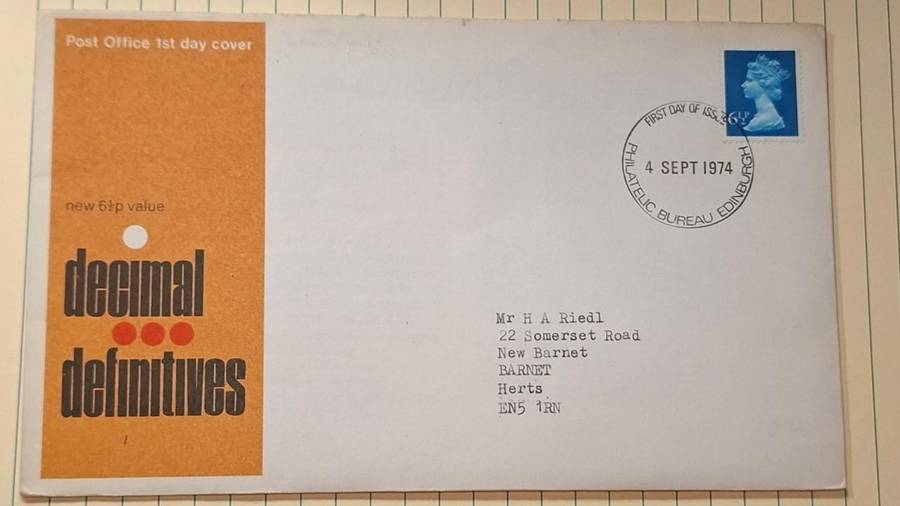 Post Office 1st day cover
new 6½p value
decimal
definitives
6½P
FIRST DAY OF ISSUE
4 SEPT 1974
PHILATELIC BUREAU EDINBURGH
Mr H A Riedl
22 Somerset Road
New Barnet
BARNET
Herts
EN5 1RN